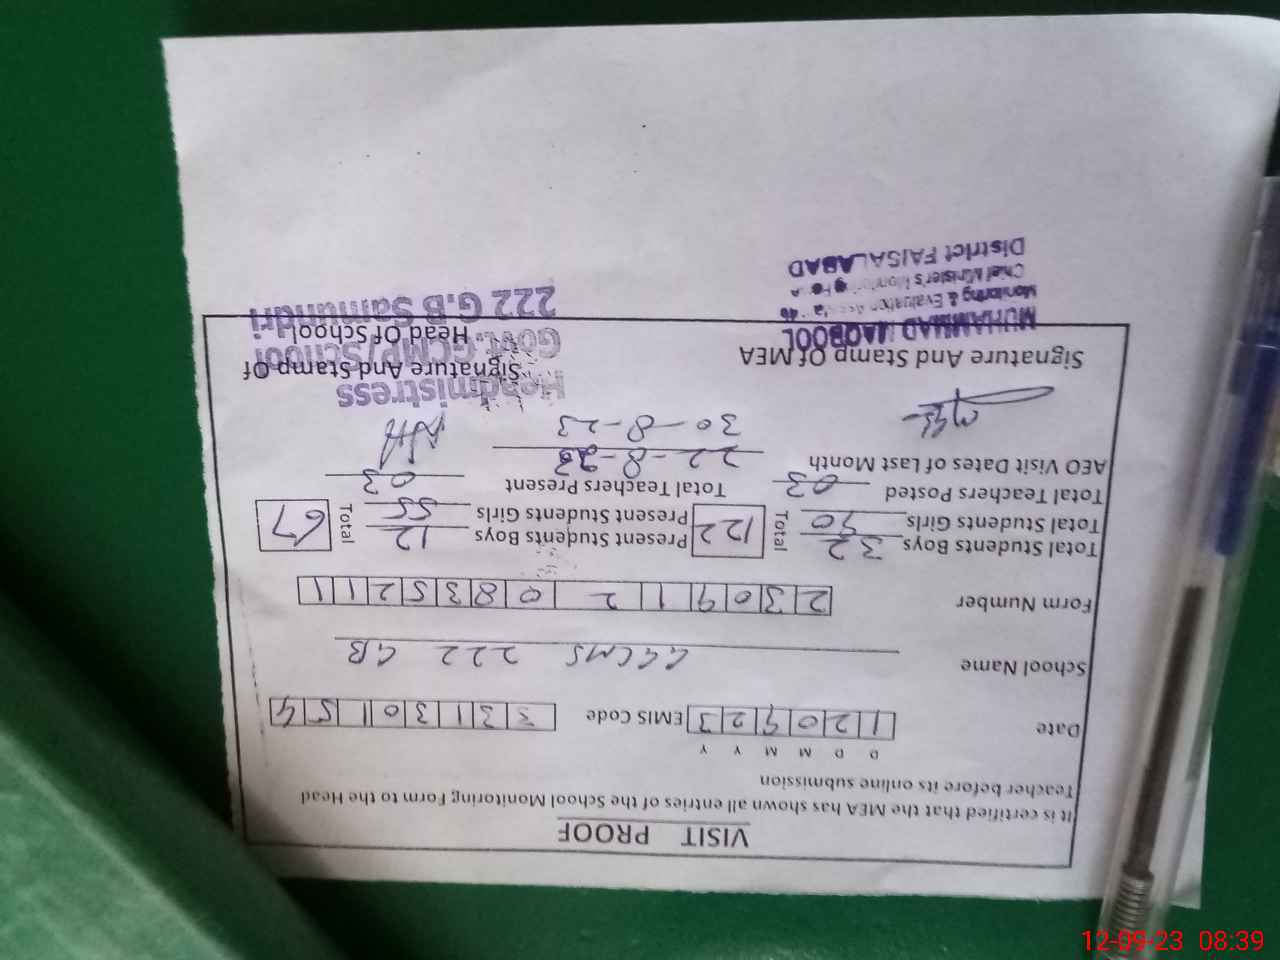 VISIT PROOF
It is certified that the MEA has shown all entries of the School Monitoring Form to the Head
Teacher before its online submission
D D M M Y Y
Date 1 2 0 9 2 3 EMIS Code 3 3 1 3 0 1 5 4
School Name GGCMS 222 GB
Form Number 2 3 0 9 1 2 0 8 3 5 2 1 1
Total Students Boys 32 Total 122 Present Students Boys 12 Total 67
Total Students Girls 90 Present Students Girls 55
Total Teachers Posted 03 Total Teachers Present 03
AEO Visit Dates of Last Month 22-8-23
30-8-23
Signature And Stamp Of MEA
Signature And Stamp Of
Head Of School
MUHAMMAD MAQBOOL
Monitoring & Evaluation
Chief Minister's
District FAISALABAD
Headmistress
Govt. GCMP/School
222 G.B Samundri
12-09-23 08:39